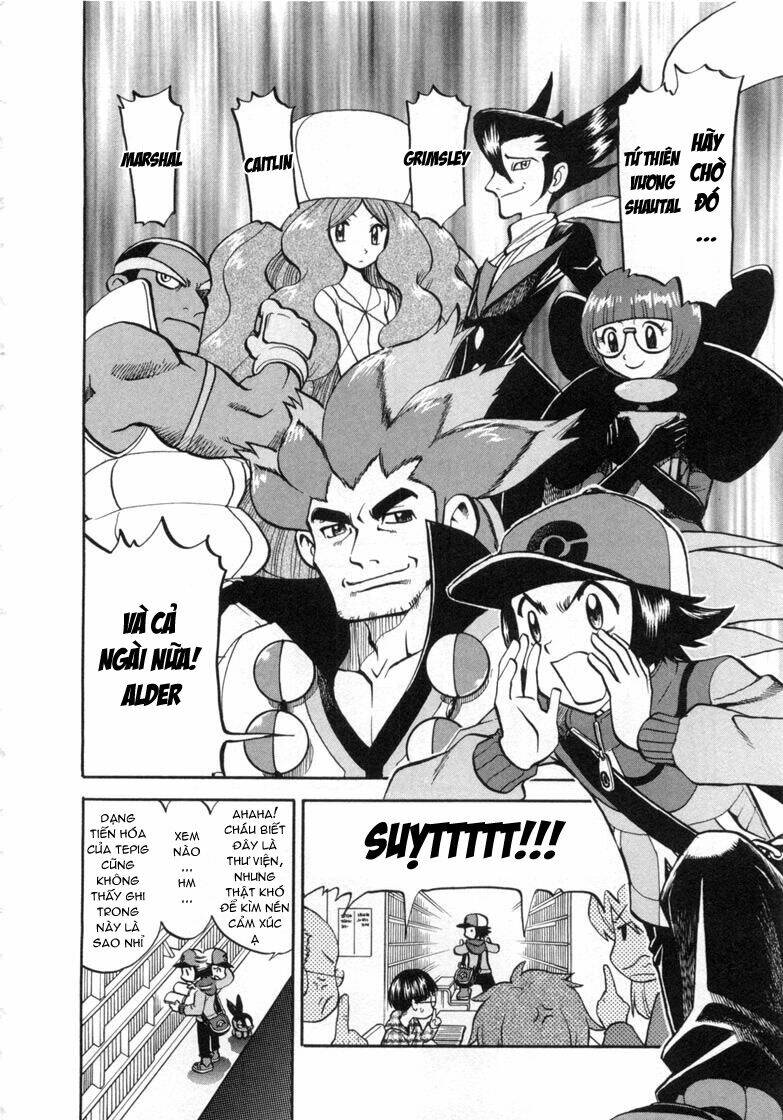 HÃY
CHỜ
ĐÓ
...
TỨ THIÊN
VƯƠNG
SHAUTAL
GRIMSLEY
CAITLIN
MARSHAL
VÀ CẢ
NGÀI NỮA!
ALDER
SUỴTTTTT!!!
AHAHA!
CHÁU BIẾT
ĐÂY LÀ
THƯ VIỆN,
NHƯNG
THẬT KHÓ
ĐỂ KÌM NÉN
CẢM XÚC
Ạ
XEM
NÀO
...
HM
...
DẠNG
TIẾN HÓA
CỦA TEPIG
CŨNG
KHÔNG
THẤY GHI
TRONG
NÀY LÀ
SAO NHỈ